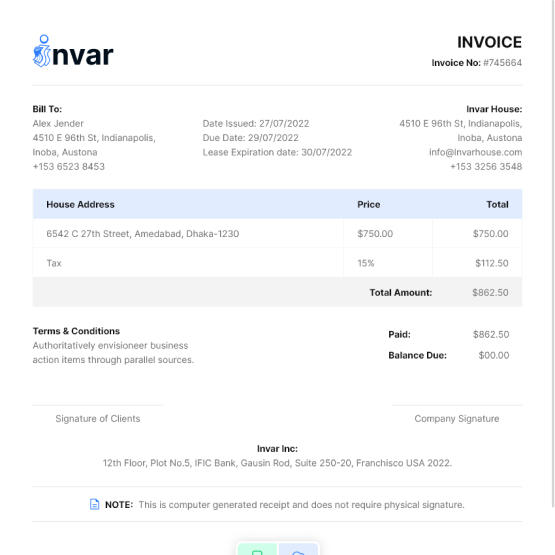 invar
INVOICE
Invoice No: #745664
Bill To:
Alex Jender
4510 E 96th St, Indianapolis,
Inoba, Austona
+153 6523 8453
Date Issued: 27/07/2022
Due Date: 29/07/2022
Lease Expiration date: 30/07/2022
Invar House:
4510 E 96th St, Indianapolis,
Inoba, Austona
info@invarhouse.com
+153 3256 3548
House Address Price Total
6542 C 27th Street, Amedabad, Dhaka-1230 $750.00 $750.00
Tax 15% $112.50
Total Amount: $862.50
Terms & Conditions
Authoritatively envisioneer business
action items through parallel sources.
Paid: $862.50
Balance Due: $00.00
Signature of Clients
Company Signature
Invar Inc:
12th Floor, Plot No.5, IFIC Bank, Gausin Rod, Suite 250-20, Franchisco USA 2022.
NOTE: This is computer generated receipt and does not require physical signature.